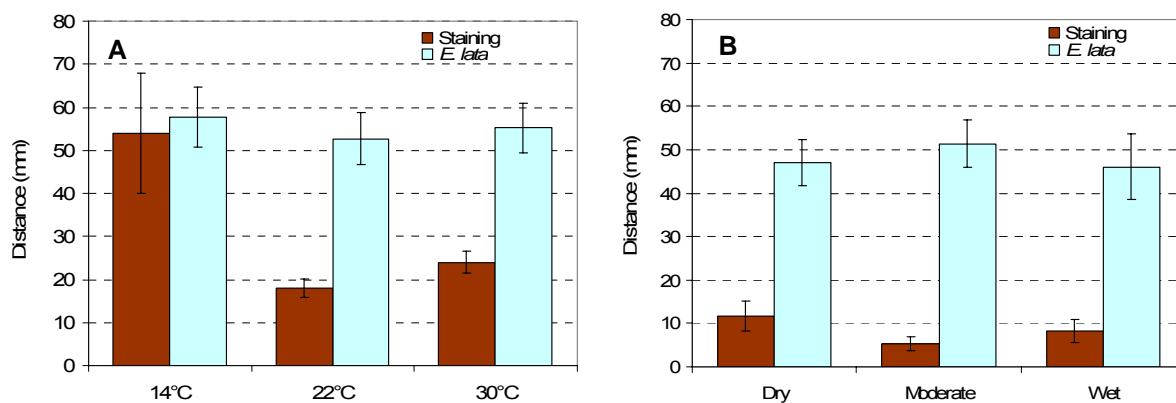 A
Staining
E. lata
Distance (mm)
80
70
60
50
40
30
20
10
0
14°C
22°C
30°C
B
Staining
E. lata
Distance (mm)
80
70
60
50
40
30
20
10
0
Dry
Moderate
Wet